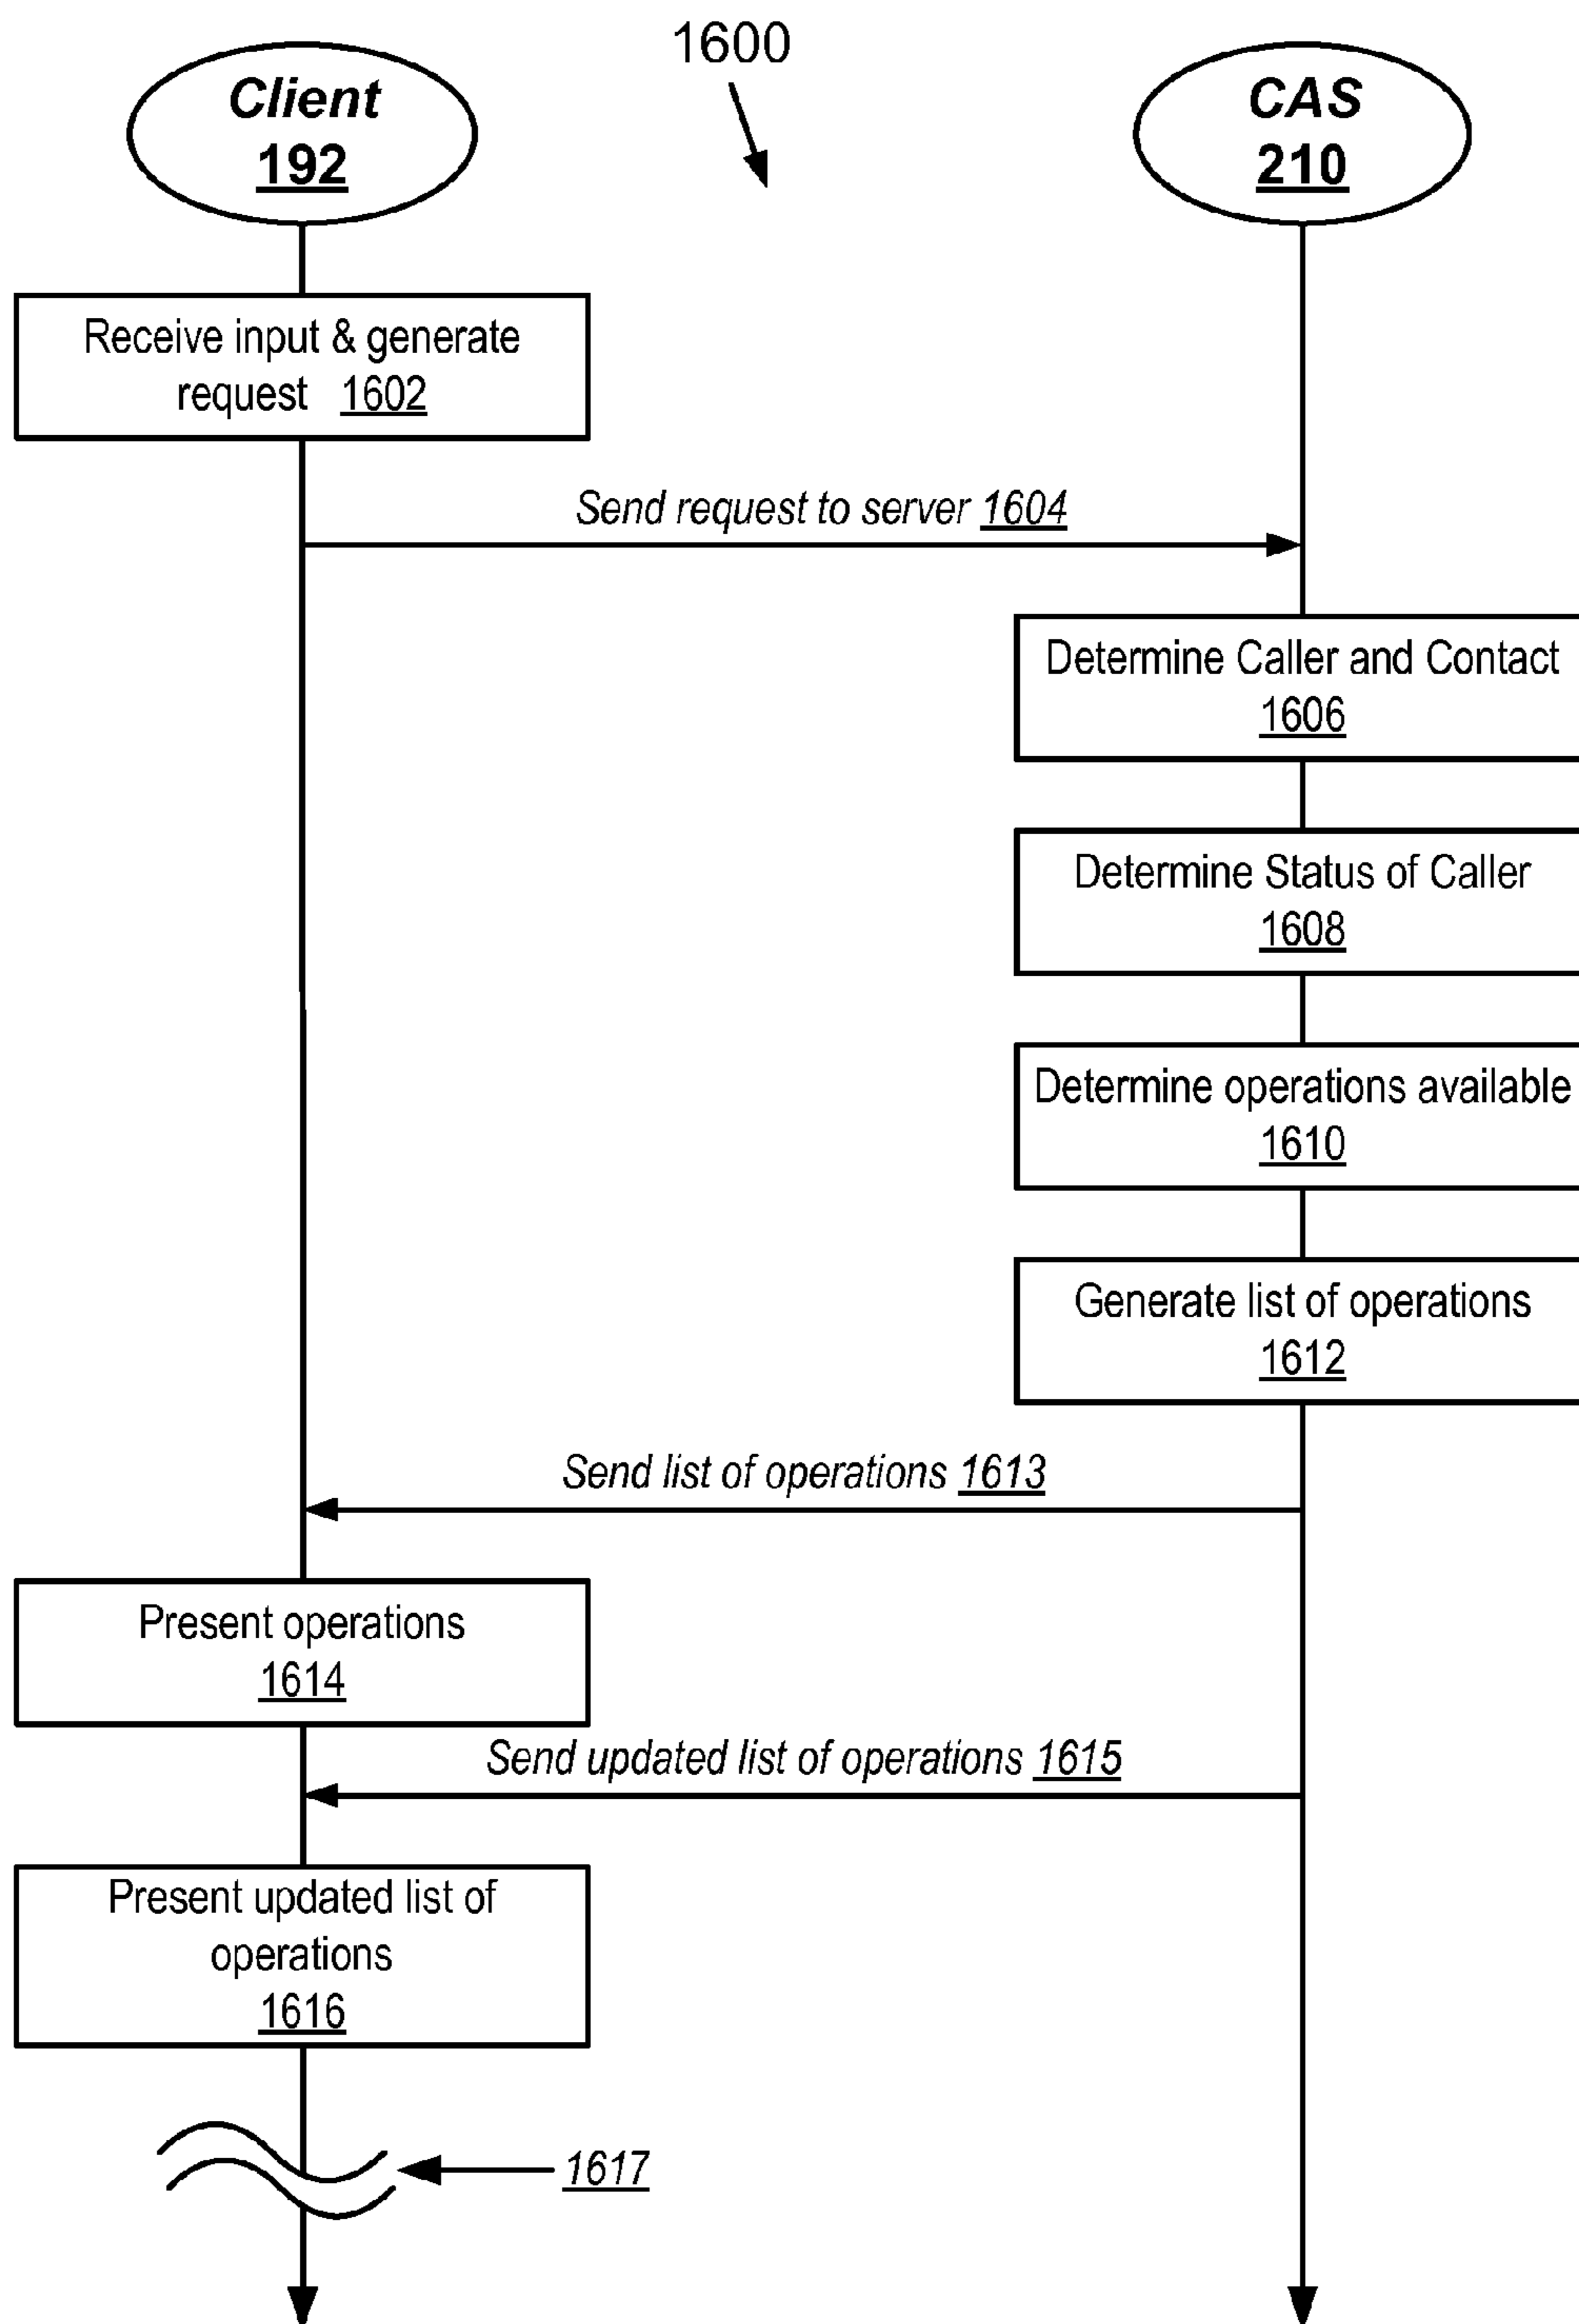 1600
Client
192
CAS
210
Receive input & generate
request 1602
Send request to server 1604
Determine Caller and Contact
1606
Determine Status of Caller
1608
Determine operations available
1610
Generate list of operations
1612
Send list of operations 1613
Present operations
1614
Send updated list of operations 1615
Present updated list of
operations
1616
1617